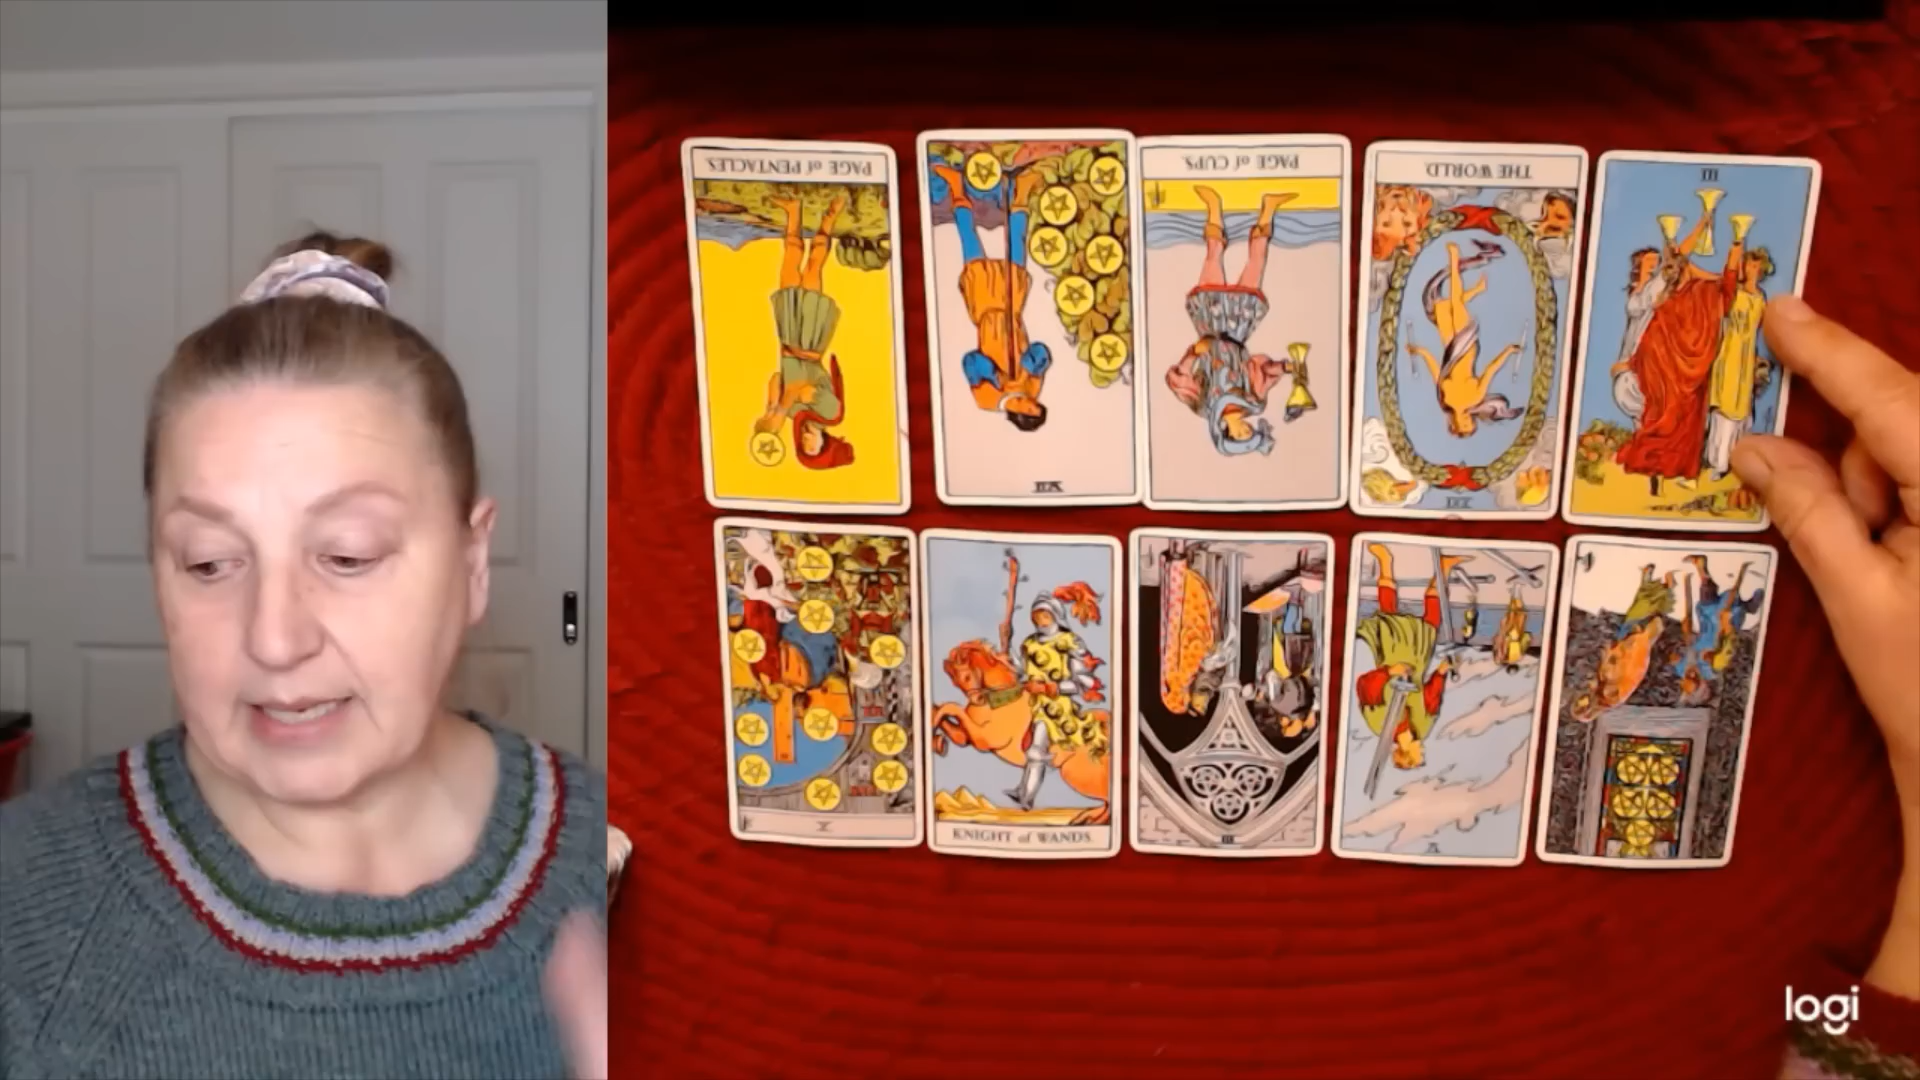 PAGE of PENTACLES
PAGE of CUPS
THE WORLD
III
VII
XXI
X
KNIGHT of WANDS
III
V
logi